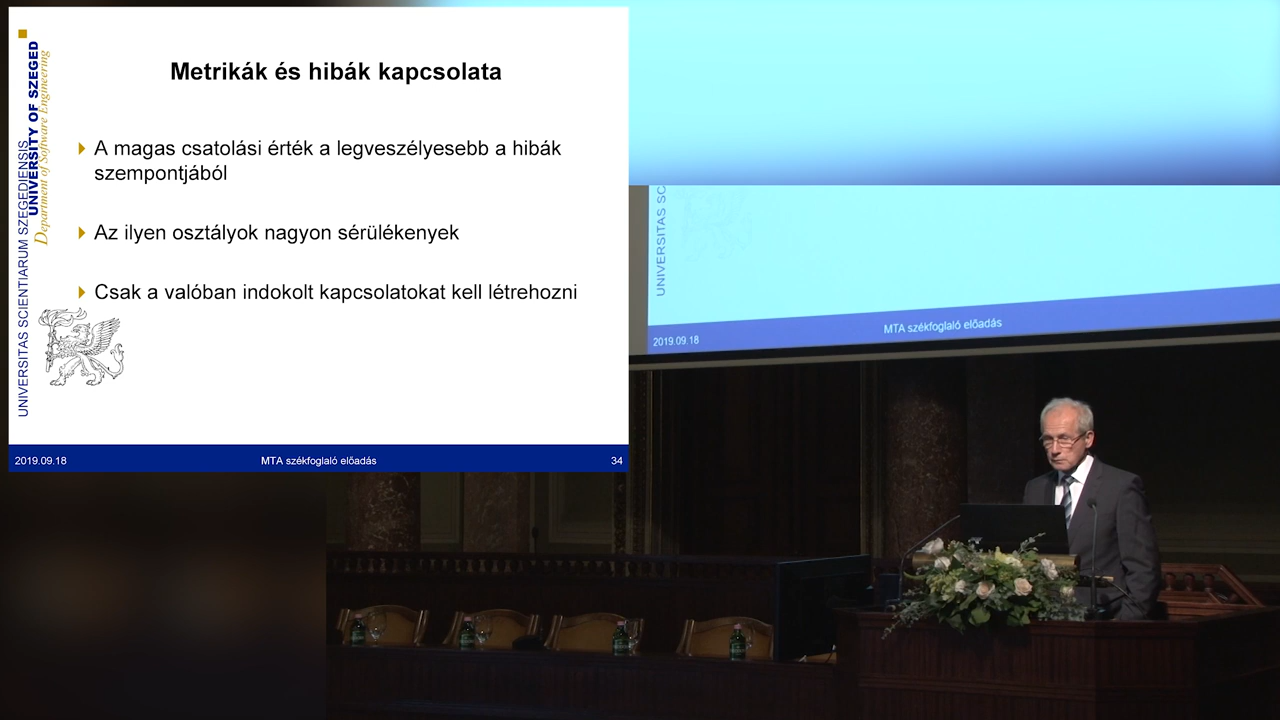 UNIVERSITAS SCIENTIARUM SZEGEDIENSIS
UNIVERSITY OF SZEGED
Department of Software Engineering
Metrikák és hibák kapcsolata
A magas csatolási érték a legveszélyesebb a hibák
szempontjából
Az ilyen osztályok nagyon sérülékenyek
Csak a valóban indokolt kapcsolatokat kell létrehozni
2019.09.18
MTA székfoglaló előadás
34
UNIVERSITAS SC
2019.09.18
MTA székfoglaló előadás